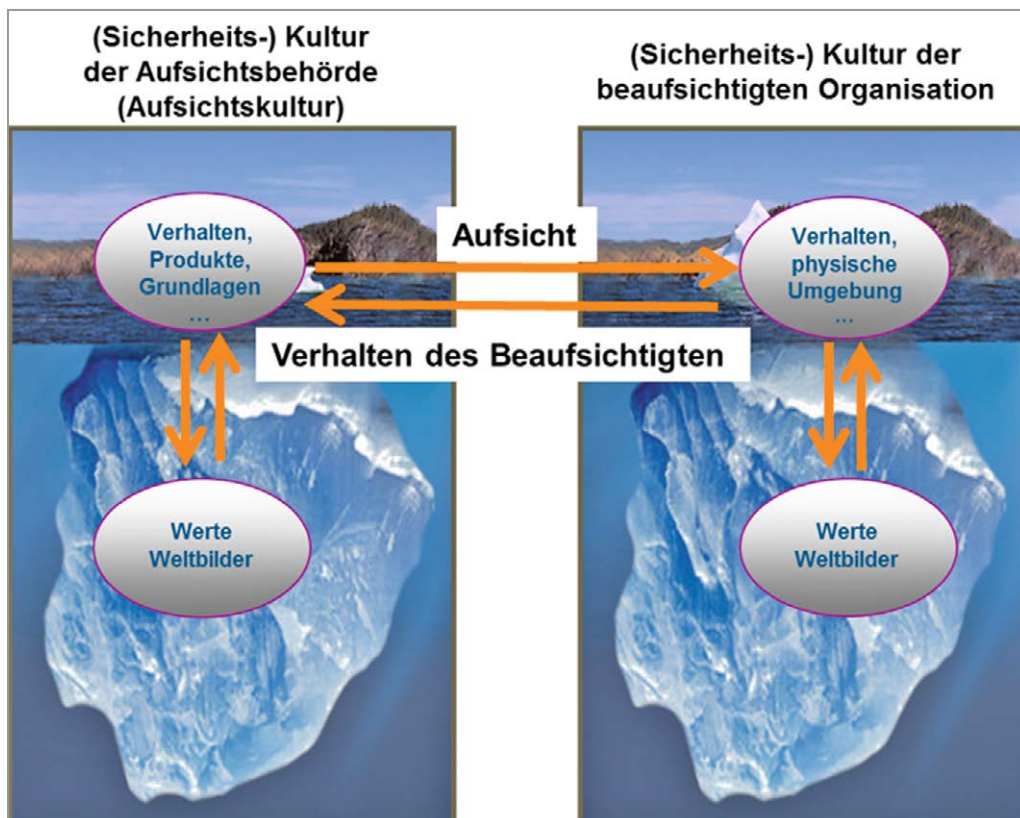 (Sicherheits-) Kultur
der Aufsichtsbehörde
(Aufsichtskultur)
(Sicherheits-) Kultur der
beaufsichtigten Organisation
Verhalten,
Produkte,
Grundlagen
...
Aufsicht
Verhalten,
physische
Umgebung
...
Verhalten des Beaufsichtigten
Werte
Weltbilder
Werte
Weltbilder